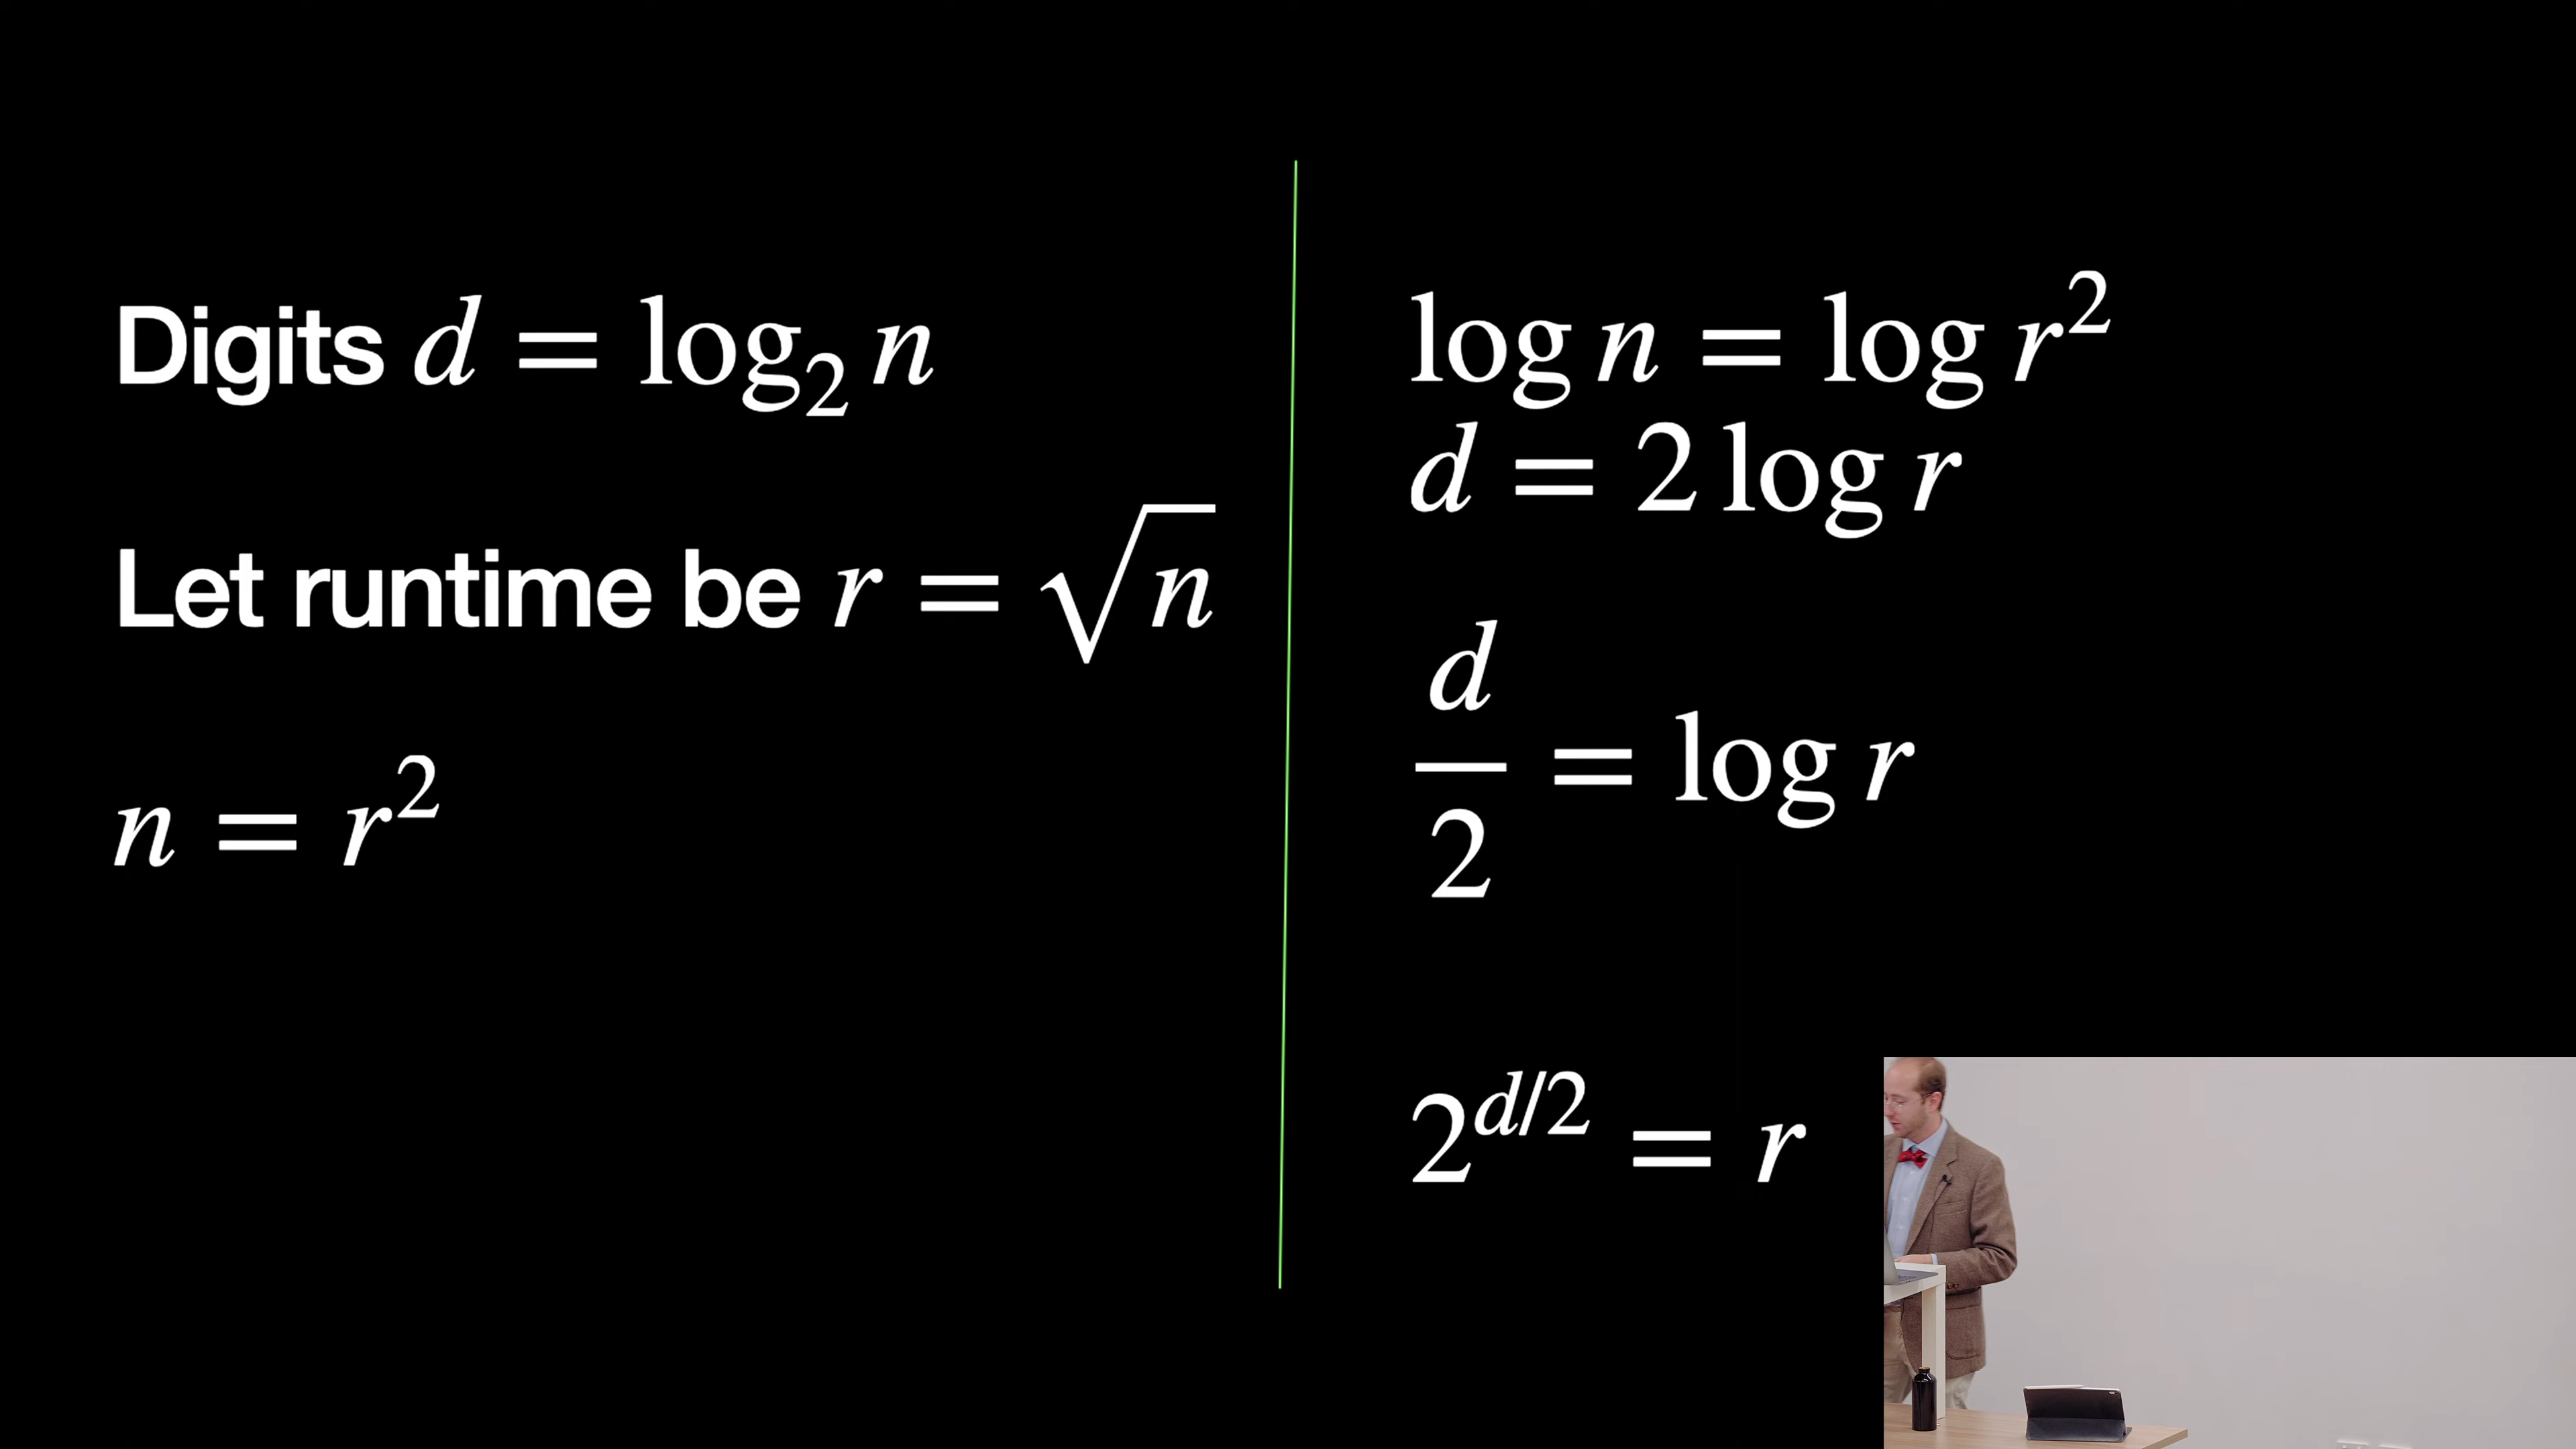 Digits d = log₂ n
Let runtime be r = √n
n = r²
log n = log r²
d = 2 log r
d/2 = log r
2^{d/2} = r